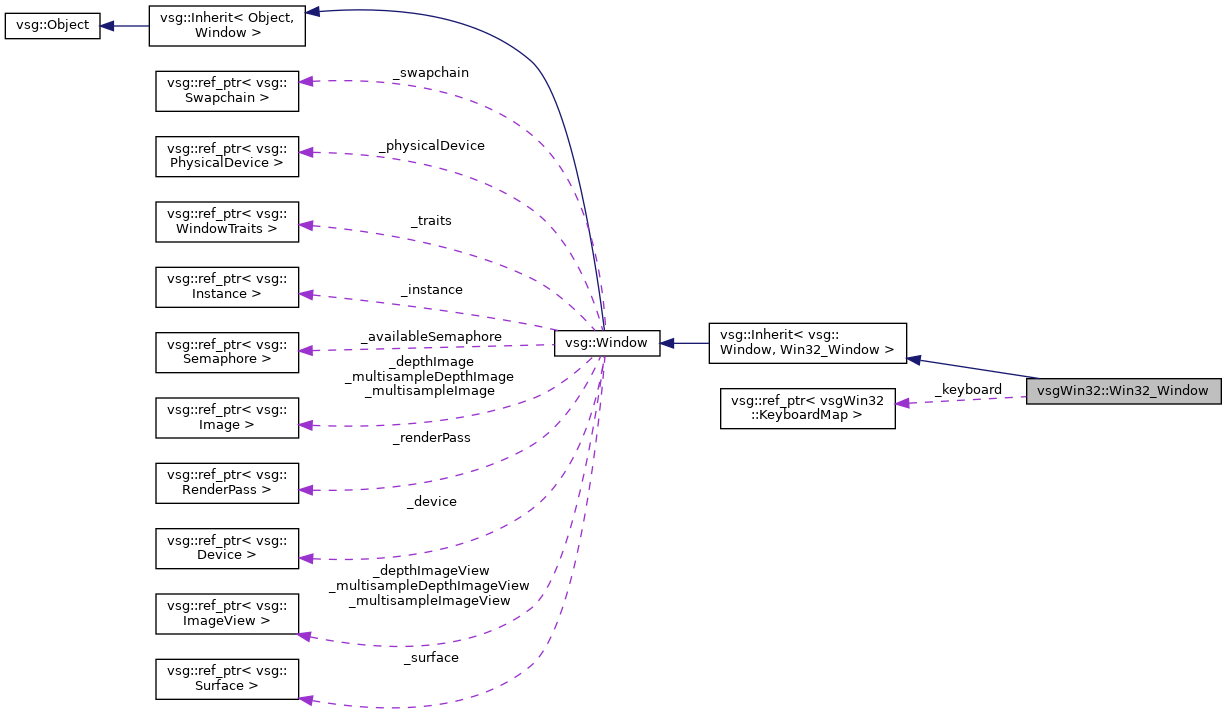 vsg::Object
vsg::Inherit< Object,
Window >
vsg::ref_ptr< vsg::
Swapchain >
_swapchain
vsg::ref_ptr< vsg::
PhysicalDevice >
_physicalDevice
vsg::ref_ptr< vsg::
WindowTraits >
_traits
vsg::ref_ptr< vsg::
Instance >
_instance
vsg::ref_ptr< vsg::
Semaphore >
_availableSemaphore
vsg::ref_ptr< vsg::
Image >
_depthImage
_multisampleDepthImage
_multisampleImage
vsg::ref_ptr< vsg::
RenderPass >
_renderPass
vsg::ref_ptr< vsg::
Device >
_device
vsg::ref_ptr< vsg::
ImageView >
_depthImageView
_multisampleDepthImageView
_multisampleImageView
vsg::ref_ptr< vsg::
Surface >
_surface
vsg::Window
vsg::Inherit< vsg::
Window, Win32_Window >
vsg::ref_ptr< vsgWin32
::KeyboardMap >
_keyboard
vsgWin32::Win32_Window